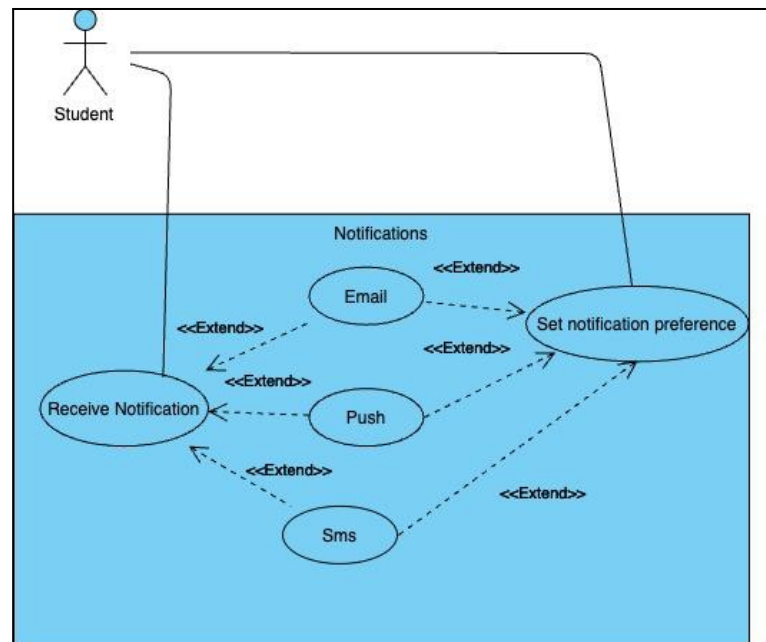 Student
Notifications
<<Extend>>
Email
<<Extend>>
Set notification preference
<<Extend>>
<<Extend>>
Receive Notification
Push
<<Extend>>
<<Extend>>
Sms